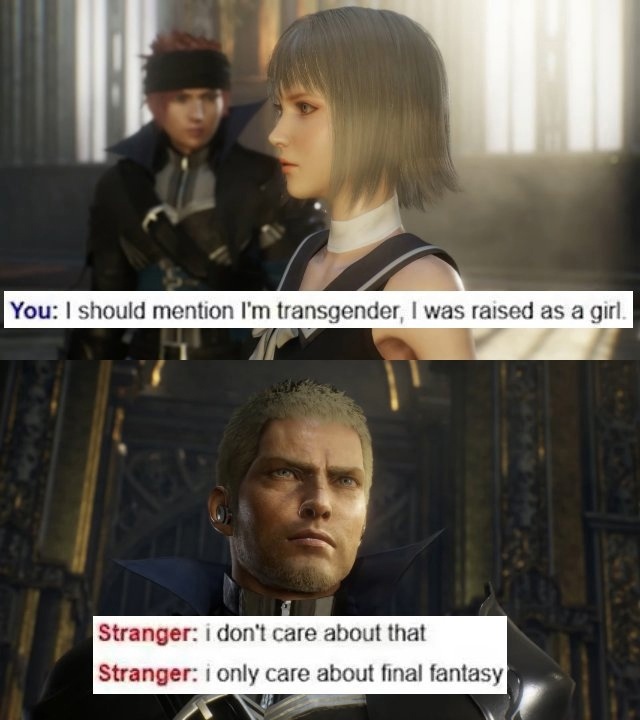 You: I should mention I'm transgender, I was raised as a girl.
Stranger: i don't care about that
Stranger: i only care about final fantasy